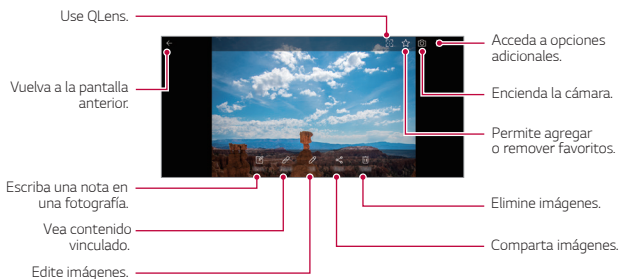 Use QLens.
Acceda a opciones
adicionales.
Vuelva a la pantalla
anterior.
Encienda la cámara.
Permite agregar
o remover favoritos.
Escriba una nota en
una fotografía.
Elimine imágenes.
Vea contenido
vinculado.
Comparta imágenes.
Edite imágenes.